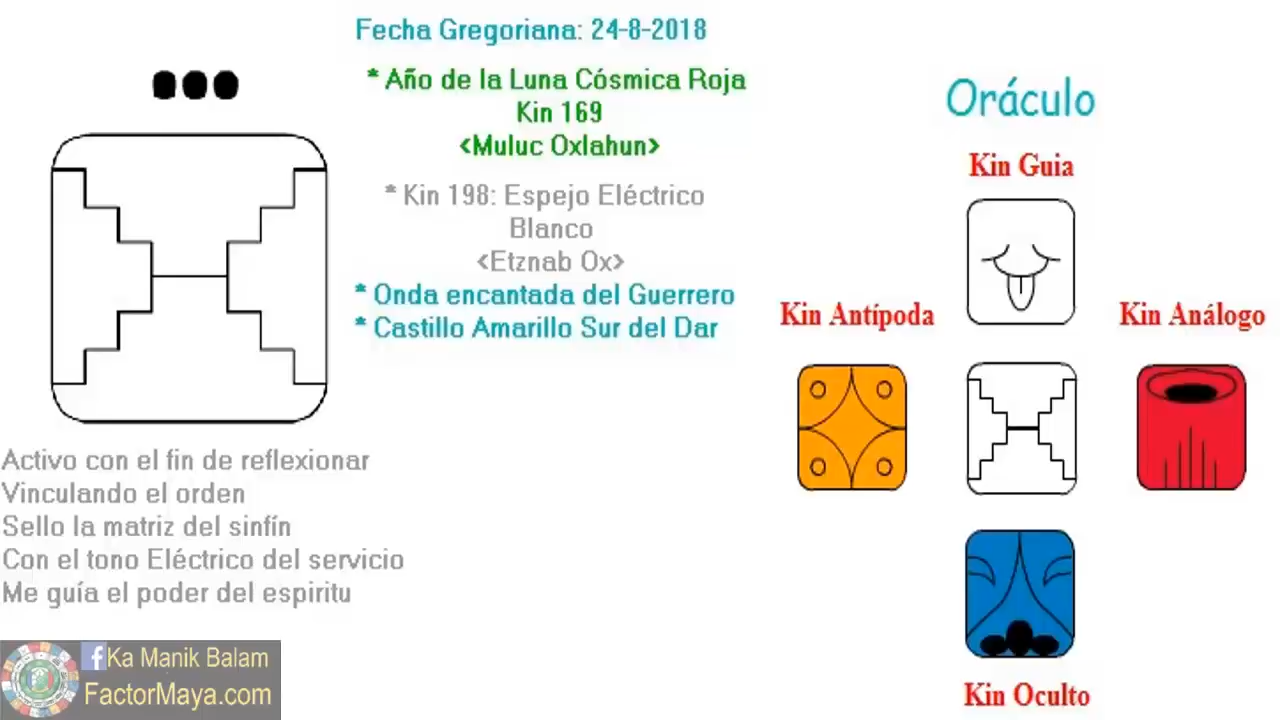 Fecha Gregoriana: 24-8-2018
* Año de la Luna Cósmica Roja
Kin 169
<Muluc Oxlahun>
* Kin 198: Espejo Eléctrico
Blanco
<Etznab Ox>
* Onda encantada del Guerrero
* Castillo Amarillo Sur del Dar
Activo con el fin de reflexionar
Vinculando el orden
Sello la matriz del sinfín
Con el tono Eléctrico del servicio
Me guía el poder del espiritu
Oráculo
Kin Guia
Kin Antípoda
Kin Análogo
Kin Oculto
f Ka Manik Balam
FactorMaya.com